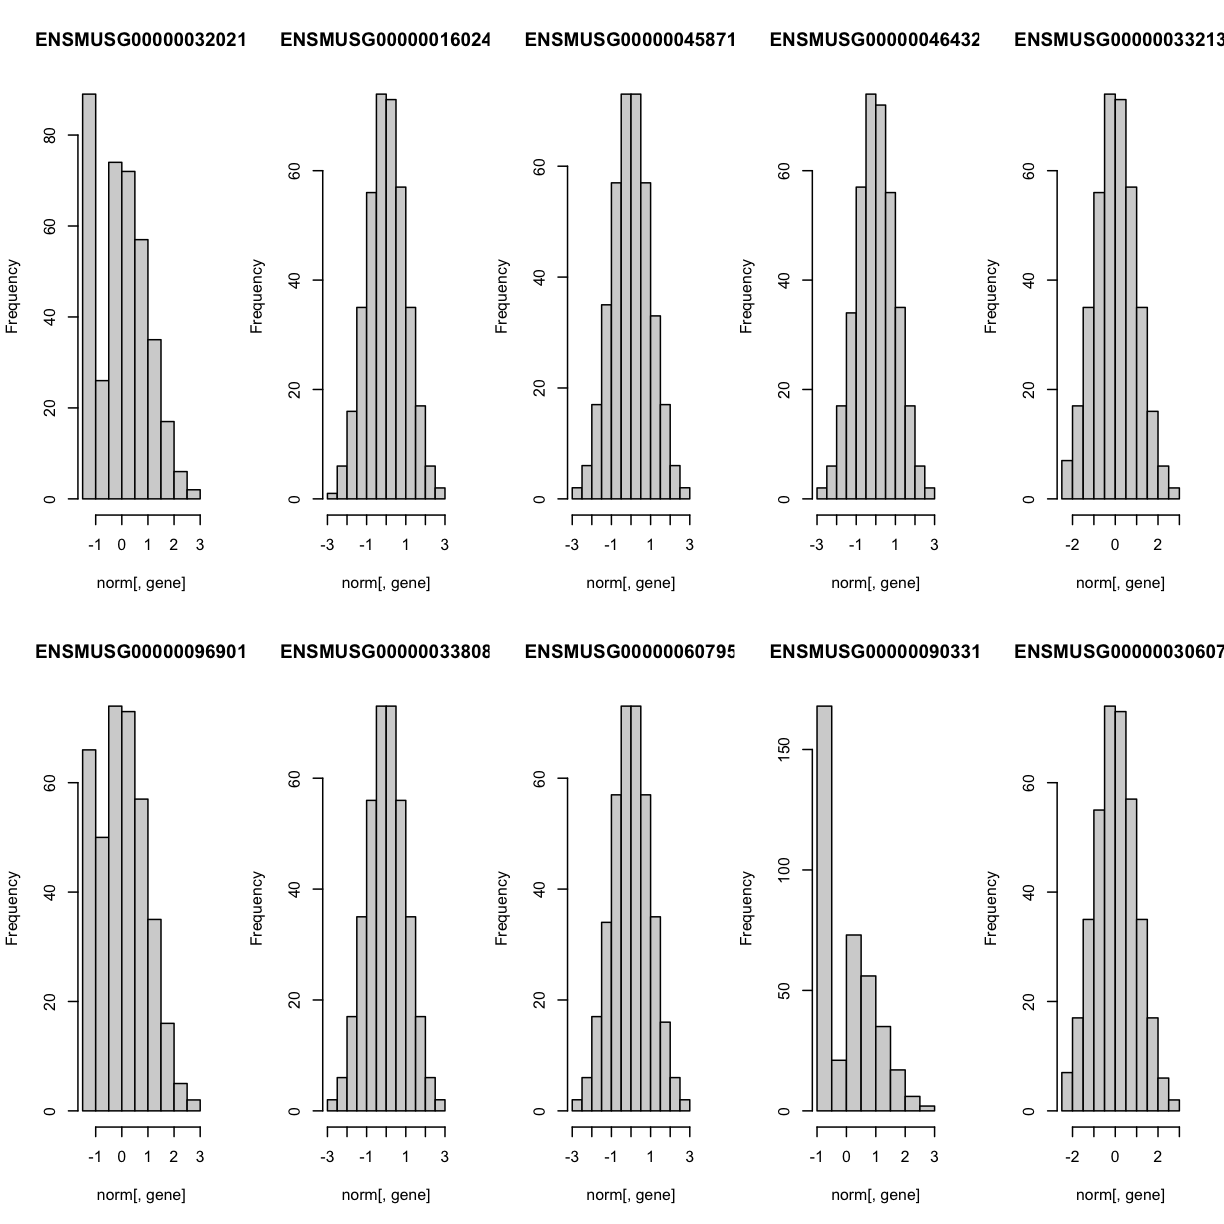 ENSMUSG00000032021 ENSMUSG00000016024 ENSMUSG00000045871 ENSMUSG00000046432 ENSMUSG00000033213
Frequency
0 20 40 60 80
-1 0 1 2 3
norm[, gene]
Frequency
0 20 40 60
-3 -1 1 3
norm[, gene]
Frequency
0 20 40 60
-3 -1 1 3
norm[, gene]
Frequency
0 20 40 60
-3 -1 1 3
norm[, gene]
Frequency
0 20 40 60
-2 0 2
norm[, gene]
ENSMUSG00000096901 ENSMUSG00000033808 ENSMUSG00000060795 ENSMUSG00000090331 ENSMUSG00000030607
Frequency
0 20 40 60
-1 0 1 2 3
norm[, gene]
Frequency
0 20 40 60
-3 -1 1 3
norm[, gene]
Frequency
0 20 40 60
-3 -1 1 3
norm[, gene]
Frequency
0 50 100 150
-1 0 1 2 3
norm[, gene]
Frequency
0 20 40 60
-2 0 2
norm[, gene]